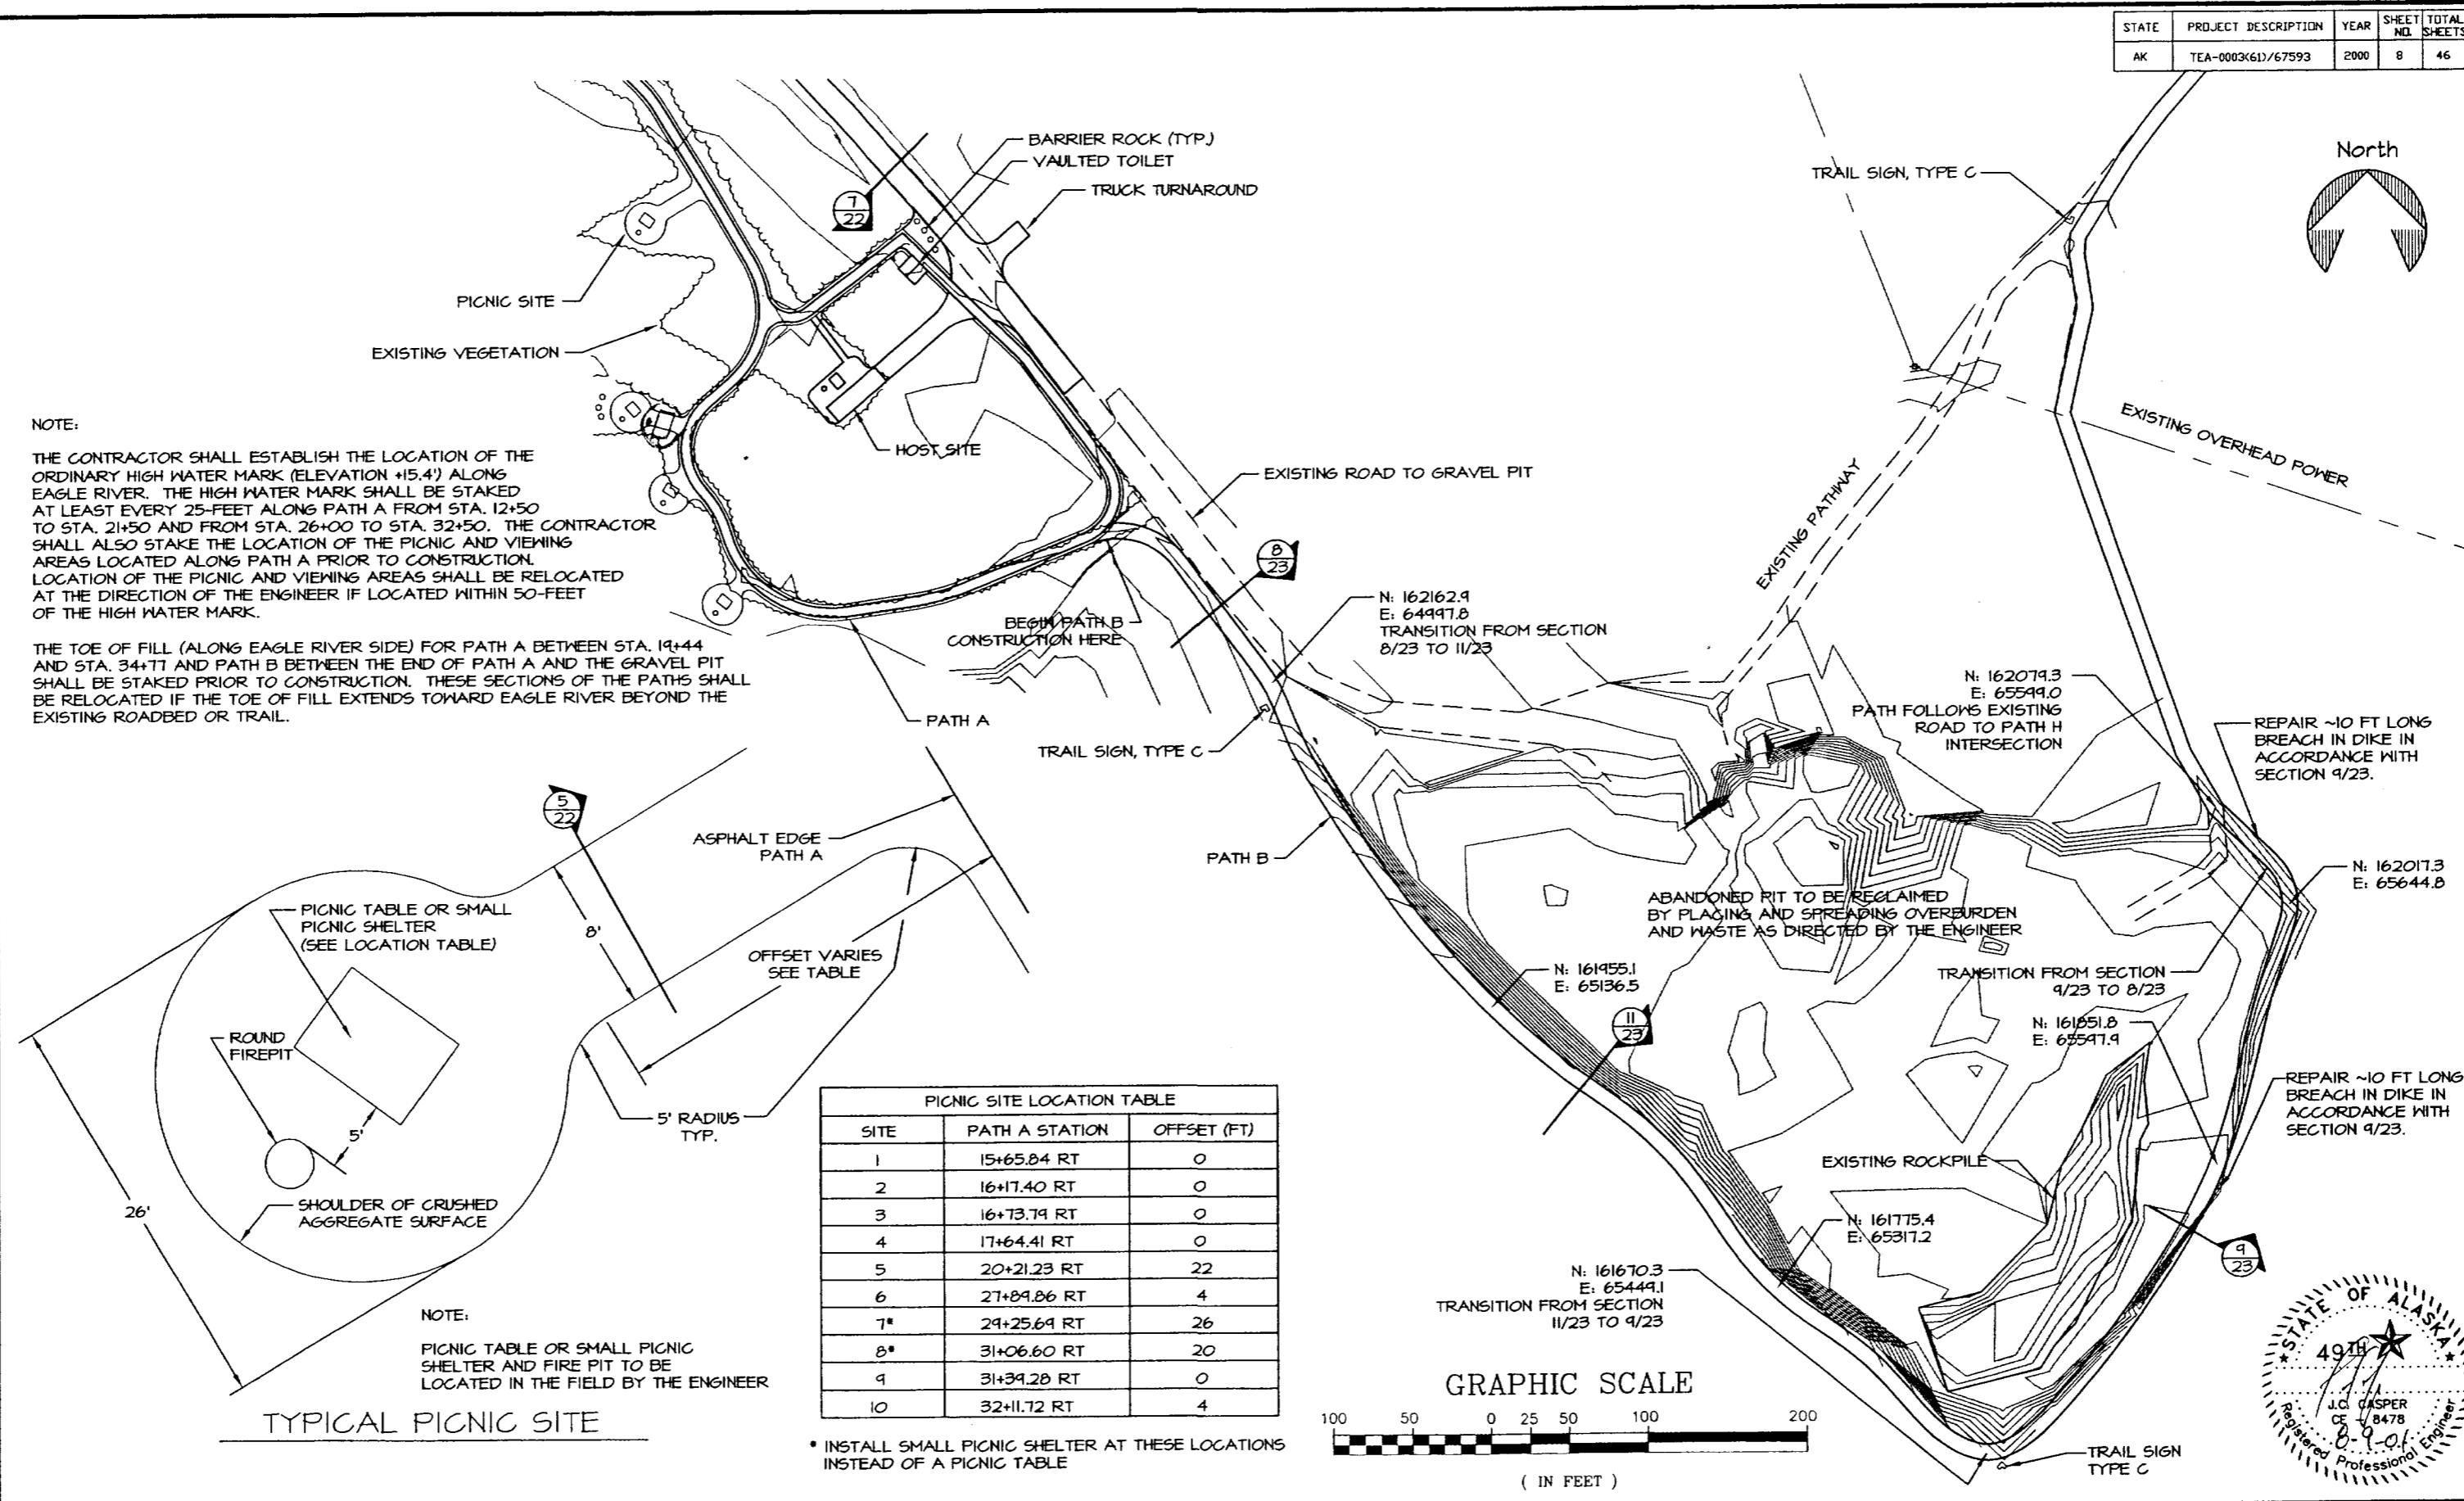 STATE PROJECT DESCRIPTION YEAR SHEET NO. TOTAL SHEETS
AK TEA-0003(61)/67593 2000 8 46
North
BARRIER ROCK (TYP.)
VAULTED TOILET
TRUCK TURNAROUND
7
22
PICNIC SITE
EXISTING VEGETATION
HOST SITE
TRAIL SIGN, TYPE C
EXISTING OVERHEAD POWER
EXISTING PATHWAY
EXISTING ROAD TO GRAVEL PIT
8
23
NOTE:
THE CONTRACTOR SHALL ESTABLISH THE LOCATION OF THE
ORDINARY HIGH WATER MARK (ELEVATION +15.4') ALONG
EAGLE RIVER. THE HIGH WATER MARK SHALL BE STAKED
AT LEAST EVERY 25-FEET ALONG PATH A FROM STA. 12+50
TO STA. 21+50 AND FROM STA. 26+00 TO STA. 32+50. THE CONTRACTOR
SHALL ALSO STAKE THE LOCATION OF THE PICNIC AND VIEWING
AREAS LOCATED ALONG PATH A PRIOR TO CONSTRUCTION.
LOCATION OF THE PICNIC AND VIEWING AREAS SHALL BE RELOCATED
AT THE DIRECTION OF THE ENGINEER IF LOCATED WITHIN 50-FEET
OF THE HIGH WATER MARK.
THE TOE OF FILL (ALONG EAGLE RIVER SIDE) FOR PATH A BETWEEN STA. 19+44
AND STA. 34+77 AND PATH B BETWEEN THE END OF PATH A AND THE GRAVEL PIT
SHALL BE STAKED PRIOR TO CONSTRUCTION. THESE SECTIONS OF THE PATHS SHALL
BE RELOCATED IF THE TOE OF FILL EXTENDS TOWARD EAGLE RIVER BEYOND THE
EXISTING ROADBED OR TRAIL.
BEGIN PATH B
CONSTRUCTION HERE
N: 162162.9
E: 64997.8
TRANSITION FROM SECTION
8/23 TO 11/23
PATH A
TRAIL SIGN, TYPE C
PATH B
N: 162079.3
E: 65599.0
PATH FOLLOWS EXISTING
ROAD TO PATH H
INTERSECTION
REPAIR ~10 FT LONG
BREACH IN DIKE IN
ACCORDANCE WITH
SECTION 9/23.
N: 162017.3
E: 65644.8
ABANDONED PIT TO BE RECLAIMED
BY PLACING AND SPREADING OVERBURDEN
AND WASTE AS DIRECTED BY THE ENGINEER
N: 161955.1
E: 65136.5
TRANSITION FROM SECTION
9/23 TO 8/23
11
23
N: 161851.8
E: 65597.9
REPAIR ~10 FT LONG
BREACH IN DIKE IN
ACCORDANCE WITH
SECTION 9/23.
EXISTING ROCKPILE
N: 161775.4
E: 65317.2
9
23
N: 161670.3
E: 65449.1
TRANSITION FROM SECTION
11/23 TO 9/23
TRAIL SIGN
TYPE C
5
22
ASPHALT EDGE
PATH A
PICNIC TABLE OR SMALL
PICNIC SHELTER
(SEE LOCATION TABLE)
8'
OFFSET VARIES
SEE TABLE
ROUND
FIREPIT
5'
5' RADIUS
TYP.
26'
SHOULDER OF CRUSHED
AGGREGATE SURFACE
NOTE:
PICNIC TABLE OR SMALL PICNIC
SHELTER AND FIRE PIT TO BE
LOCATED IN THE FIELD BY THE ENGINEER
TYPICAL PICNIC SITE
PICNIC SITE LOCATION TABLE
SITE PATH A STATION OFFSET (FT)
1 15+65.84 RT 0
2 16+17.40 RT 0
3 16+73.79 RT 0
4 17+64.41 RT 0
5 20+21.23 RT 22
6 27+89.86 RT 4
7* 29+25.69 RT 26
8* 31+06.60 RT 20
9 31+39.28 RT 0
10 32+11.72 RT 4
* INSTALL SMALL PICNIC SHELTER AT THESE LOCATIONS
INSTEAD OF A PICNIC TABLE
GRAPHIC SCALE
100 50 0 25 50 100 200
( IN FEET )
STATE OF ALASKA
49TH
J.C. CASPER
CE - 8478
8-9-01
Registered Professional Engineer